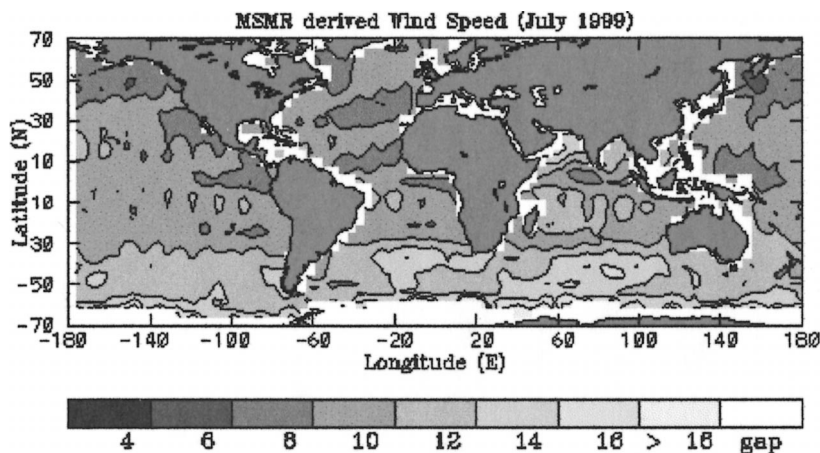 MSMR derived Wind Speed (July 1999)
70
50
30
10
-10
-30
-50
-70
Latitude (N)
-180 -140 -100 -60 -20 20 60 100 140 180
Longitude (E)
4 6 8 10 12 14 16 > 16 gap